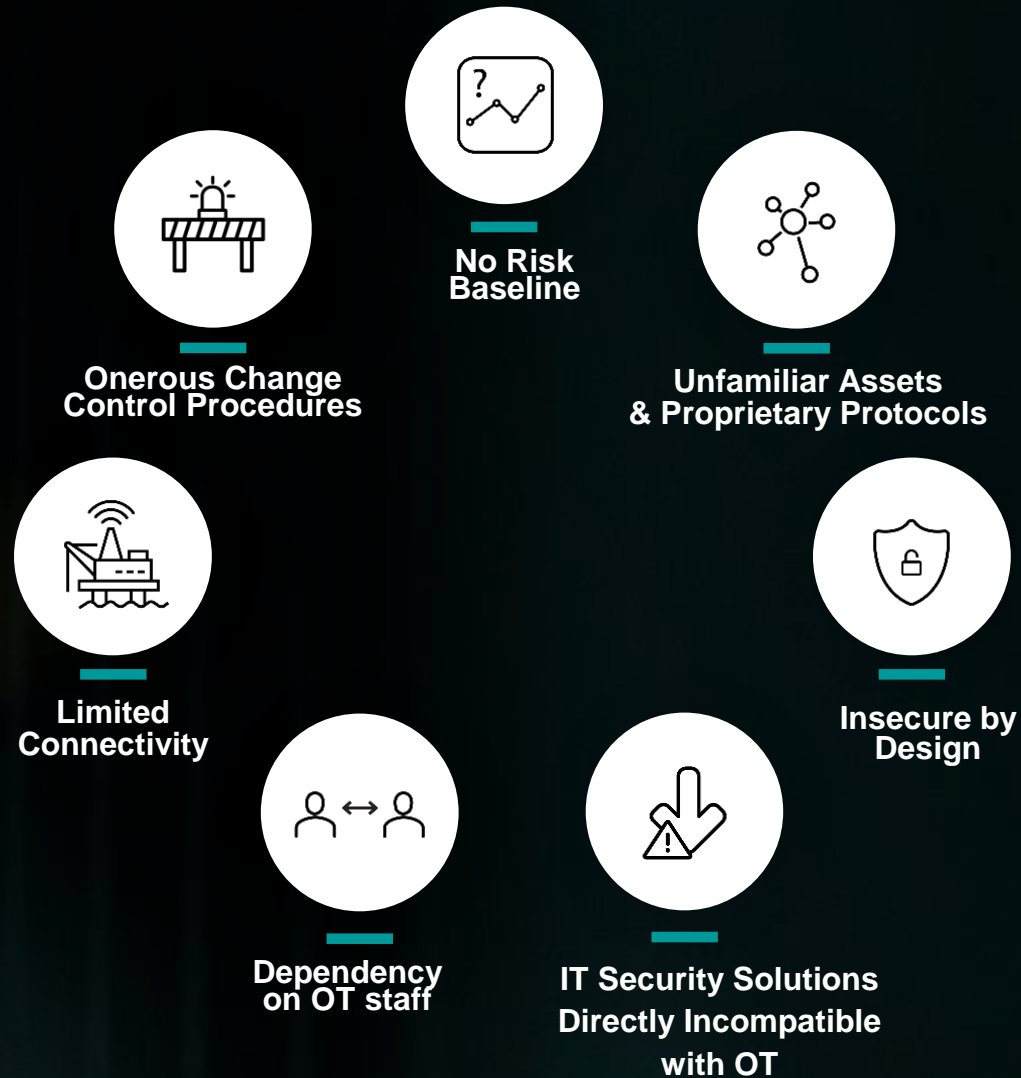 ?
No Risk
Baseline
Onerous Change
Control Procedures
Unfamiliar Assets
& Proprietary Protocols
Limited
Connectivity
Insecure by
Design
Dependency
on OT staff
!
IT Security Solutions
Directly Incompatible
with OT